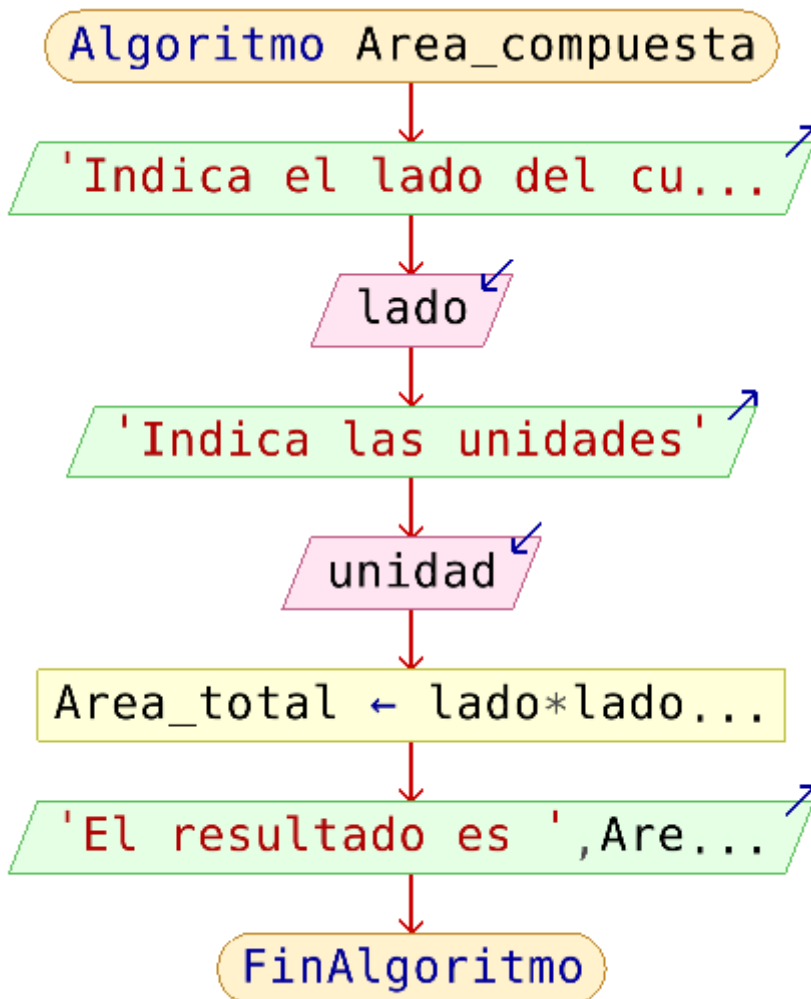 Algoritmo Area_compuesta
'Indica el lado del cu...
lado
'Indica las unidades'
unidad
Area_total ← lado*lado...
'El resultado es ',Are...
FinAlgoritmo